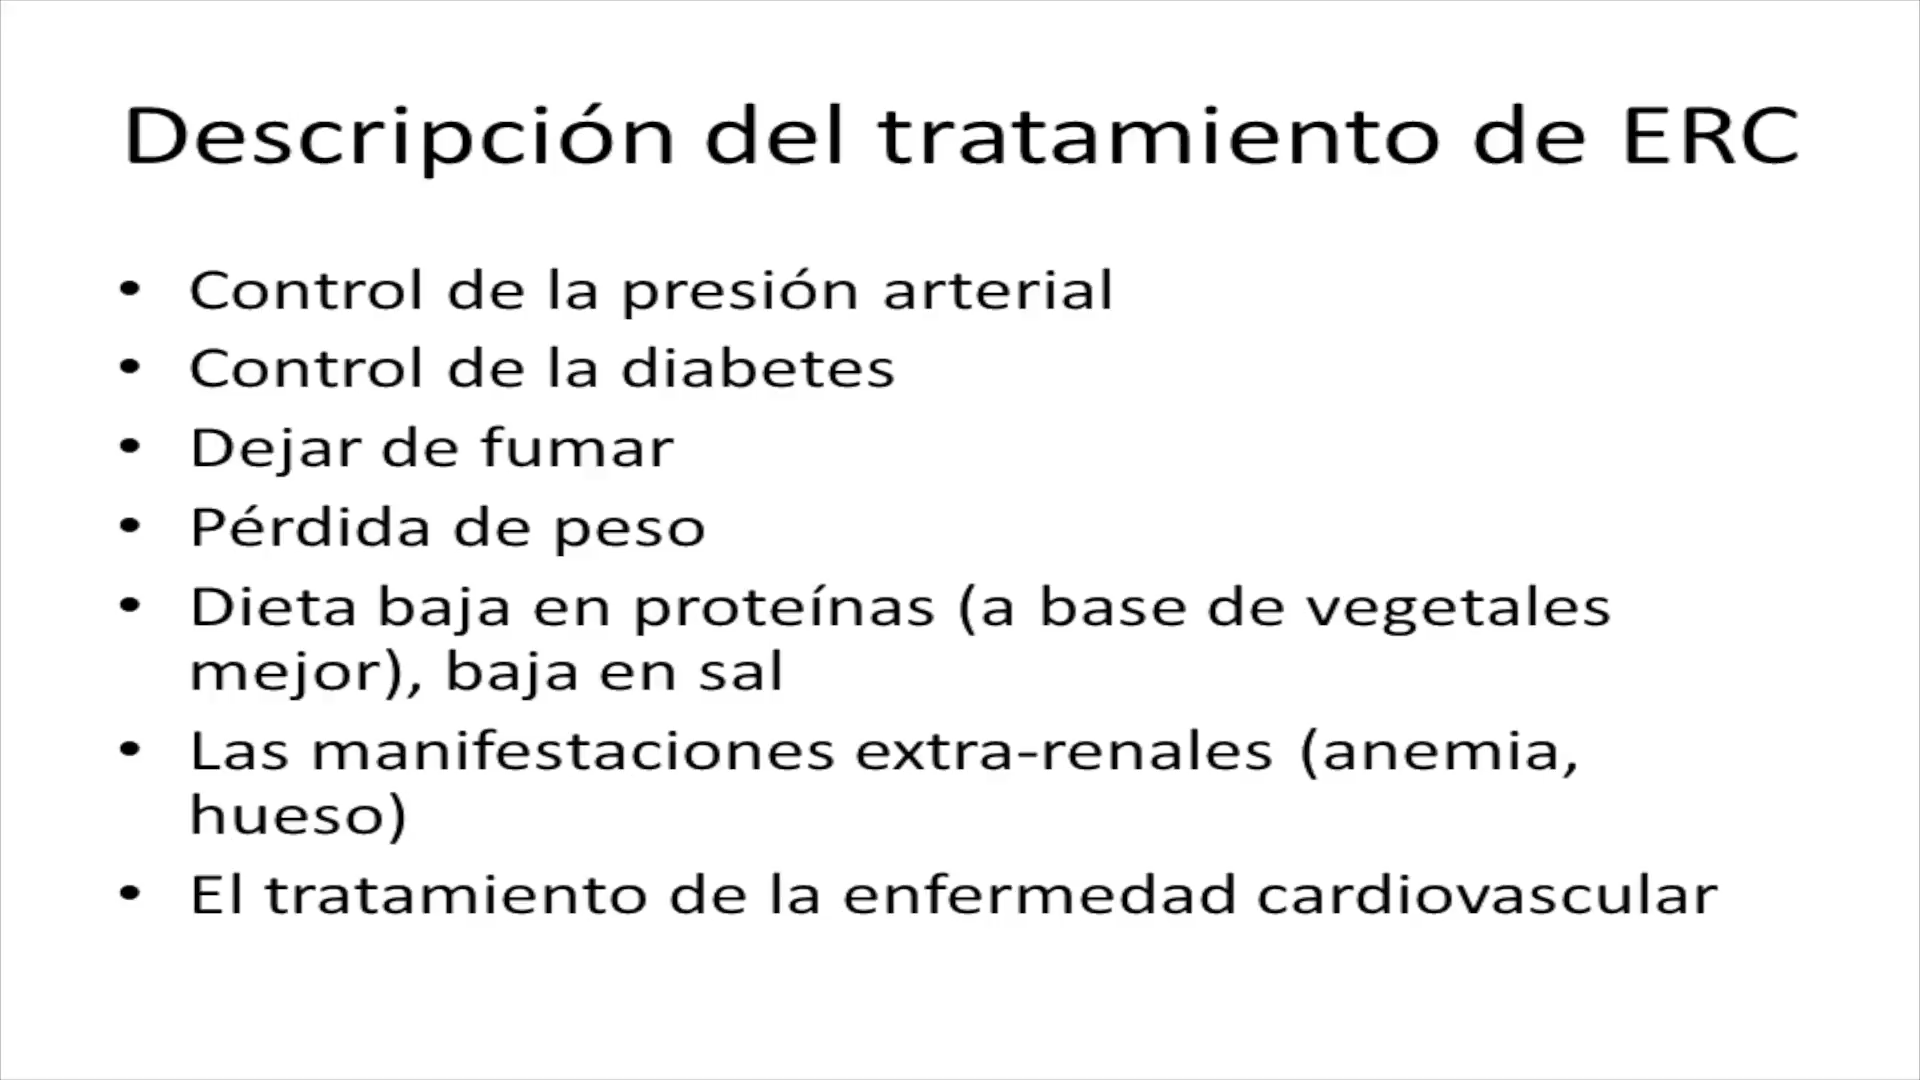 Descripción del tratamiento de ERC
• Control de la presión arterial
• Control de la diabetes
• Dejar de fumar
• Pérdida de peso
• Dieta baja en proteínas (a base de vegetales
mejor), baja en sal
• Las manifestaciones extra-renales (anemia,
hueso)
• El tratamiento de la enfermedad cardiovascular